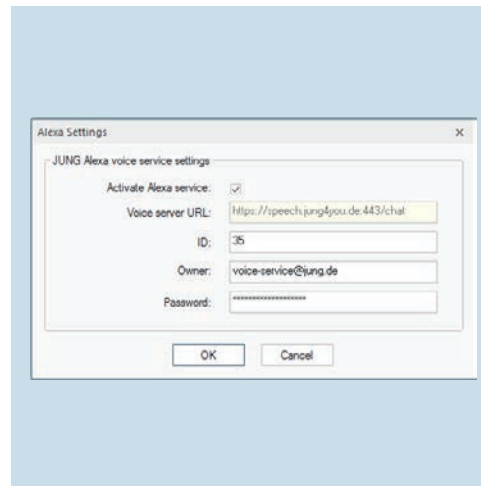 Alexa Settings
JUNG Alexa voice service settings
Activate Alexa service:
Voice server URL: https://speech.jung4you.de:443/chat
ID: 35
Owner: voice-service@jung.de
Password: *******************
OK Cancel